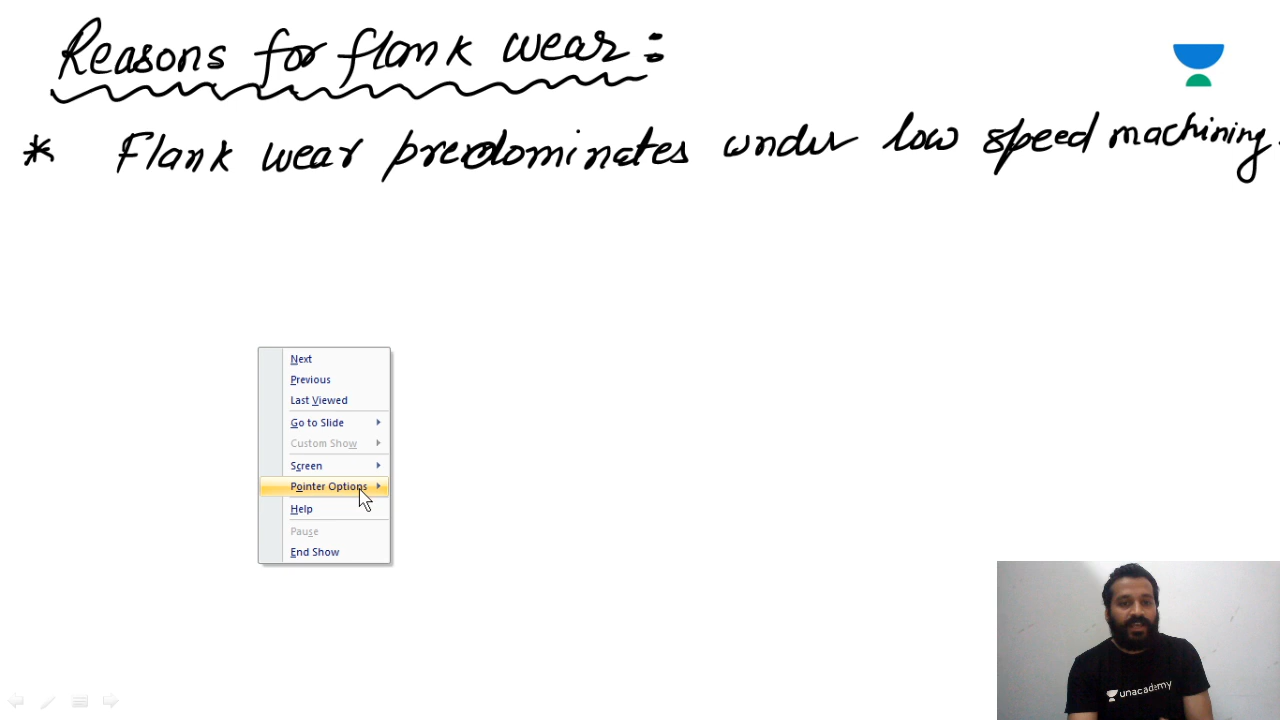 Reasons for flank wear :
* Flank wear predominates under low speed machining.
Next
Previous
Last Viewed
Go to Slide
Custom Show
Screen
Pointer Options
Help
Pause
End Show
unacademy